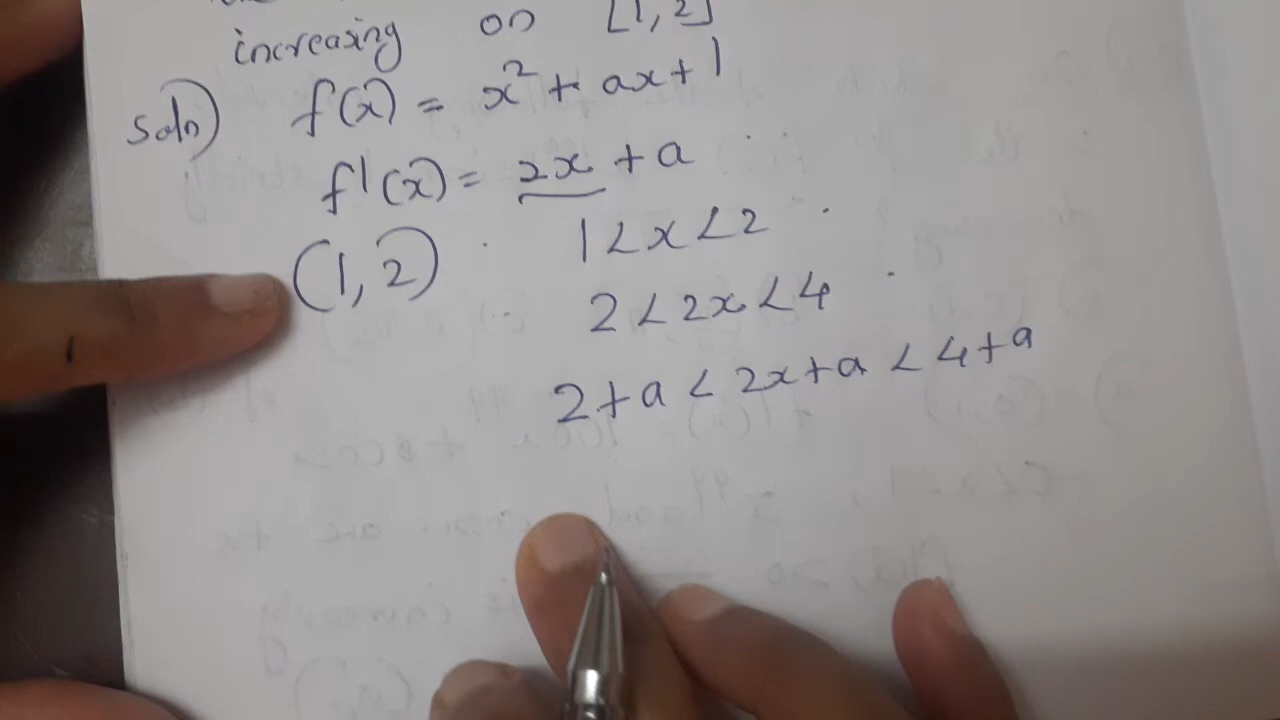 increasing on [1, 2]
Soln) f(x) = x² + ax + 1
f'(x) = 2x + a
(1, 2) 1 < x < 2
2 < 2x < 4
2 + a < 2x + a < 4 + a